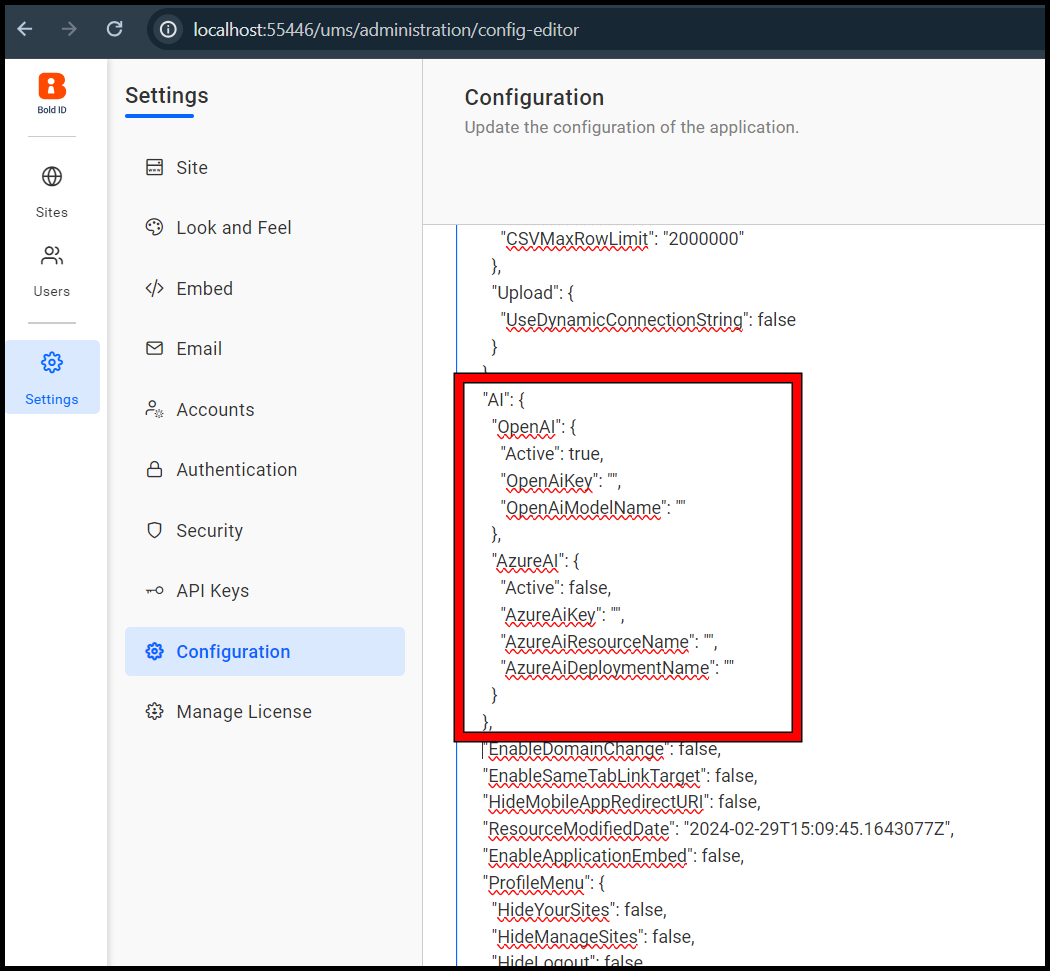 localhost:55446/ums/administration/config-editor
Bold ID
Sites
Users
Settings
Settings
Site
Look and Feel
Embed
Email
Accounts
Authentication
Security
API Keys
Configuration
Manage License
Configuration
Update the configuration of the application.
"CSVMaxRowLimit": "2000000"
},
"Upload": {
"UseDynamicConnectionString": false
}
"AI": {
"OpenAI": {
"Active": true,
"OpenAiKey": "",
"OpenAiModelName": ""
},
"AzureAI": {
"Active": false,
"AzureAiKey": "",
"AzureAiResourceName": "",
"AzureAiDeploymentName": ""
}
},
"EnableDomainChange": false,
"EnableSameTabLinkTarget": false,
"HideMobileAppRedirectURI": false,
"ResourceModifiedDate": "2024-02-29T15:09:45.1643077Z",
"EnableApplicationEmbed": false,
"ProfileMenu": {
"HideYourSites": false,
"HideManageSites": false,
"HideLogout": false